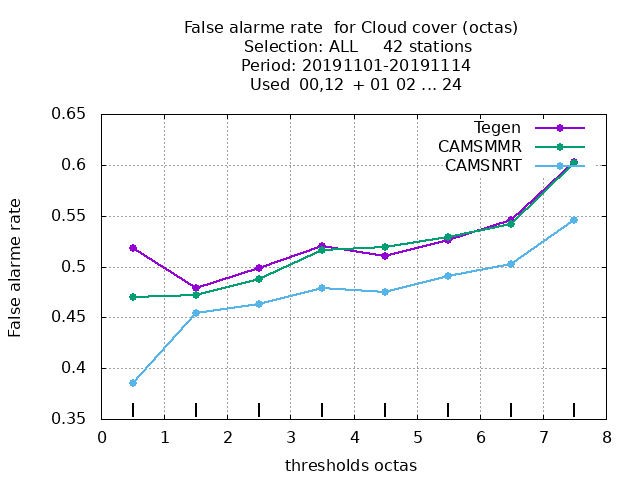 False alarme rate  for Cloud cover (octas)
Selection: ALL     42 stations
Period: 20191101-20191114
Used  00,12  + 01 02 ... 24
Tegen
CAMSMMR
CAMSNRT
0.65
0.6
0.55
0.5
0.45
0.4
0.35
False alarme rate
0 1 2 3 4 5 6 7 8
thresholds octas